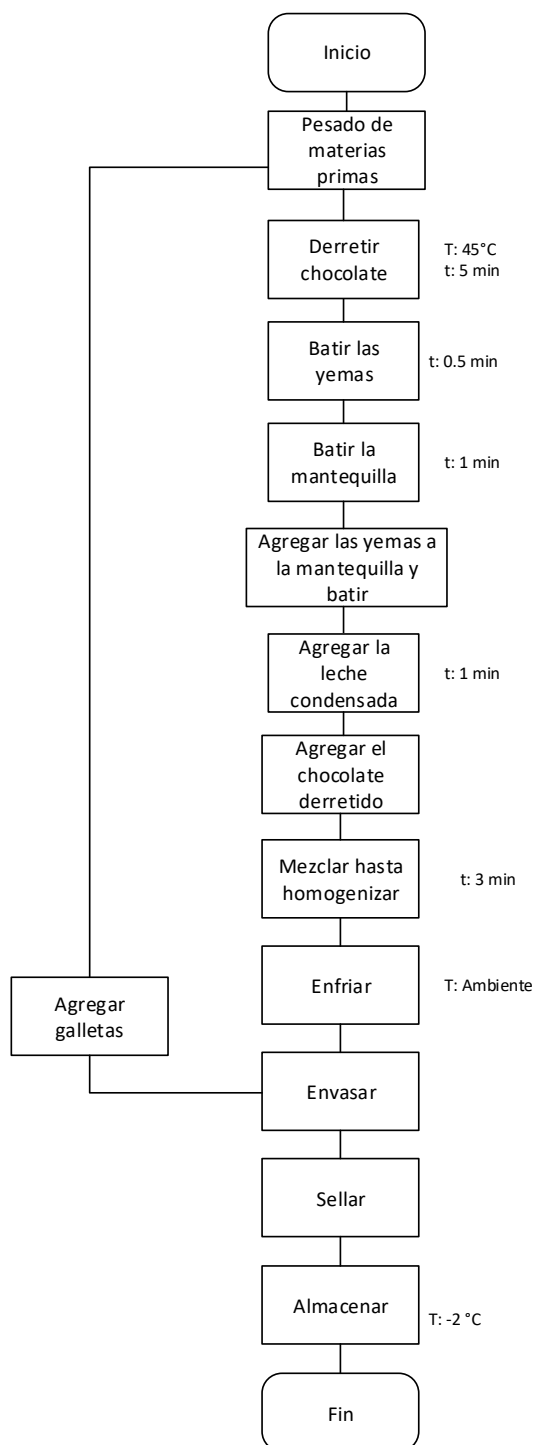 Inicio
Pesado de
materias
primas
Derretir
chocolate
T: 45°C
t: 5 min
Batir las
yemas
t: 0.5 min
Batir la
mantequilla
t: 1 min
Agregar las yemas a
la mantequilla y
batir
Agregar la
leche
condensada
t: 1 min
Agregar el
chocolate
derretido
Mezclar hasta
homogenizar
t: 3 min
Enfriar
T: Ambiente
Agregar
galletas
Envasar
Sellar
Almacenar
T: -2 °C
Fin